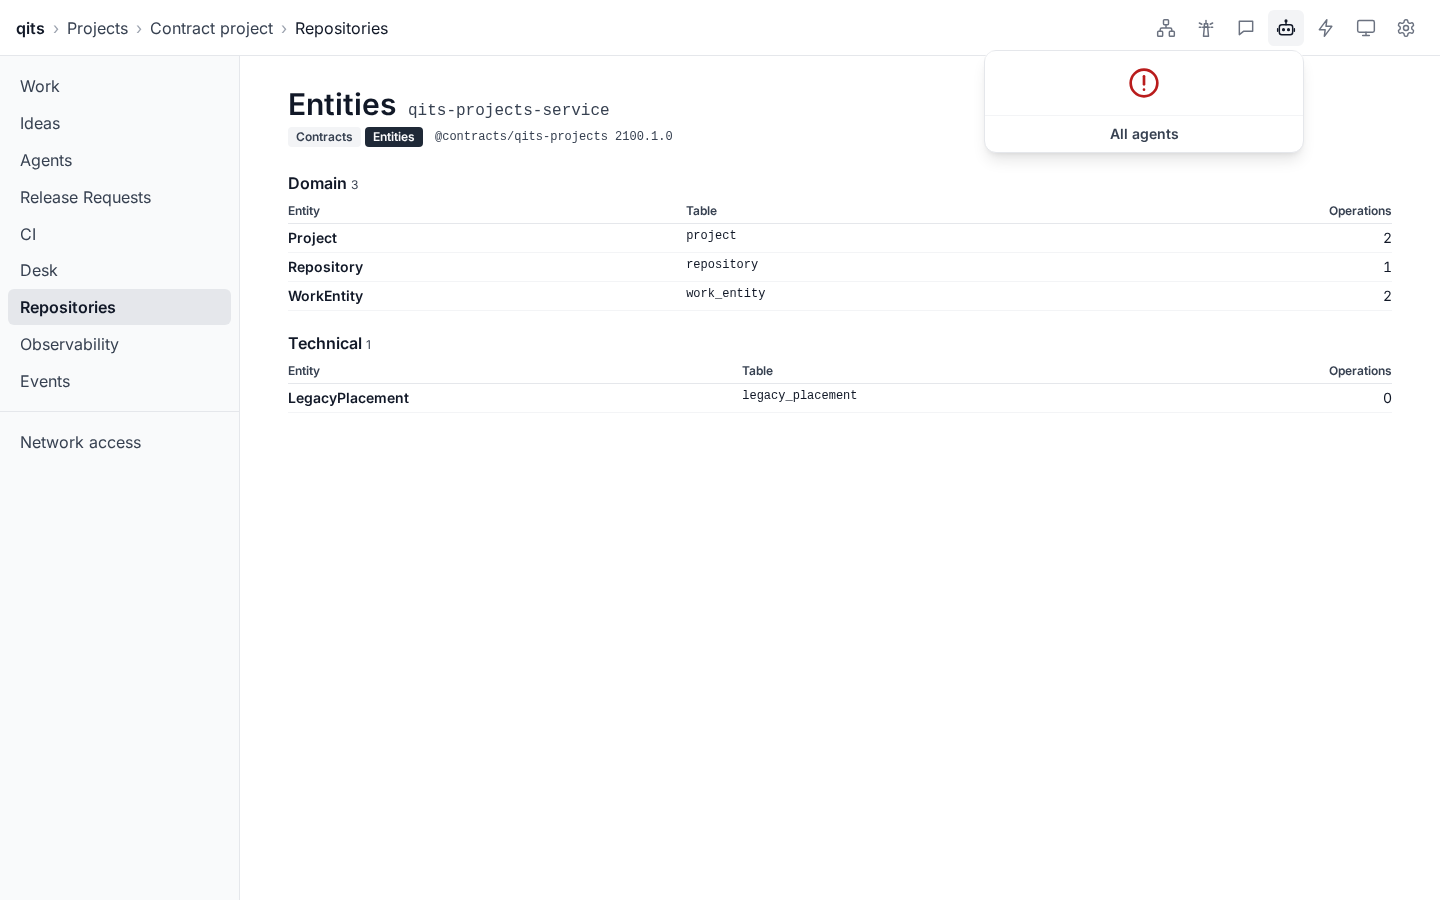 qits › Projects › Contract project › Repositories
All agents
Work
Ideas
Agents
Release Requests
CI
Desk
Repositories
Observability
Events
Network access
Entities qits-projects-service
Contracts Entities @contracts/qits-projects 2100.1.0
Domain 3
Entity Table Operations
Project project 2
Repository repository 1
WorkEntity work_entity 2
Technical 1
Entity Table Operations
LegacyPlacement legacy_placement 0